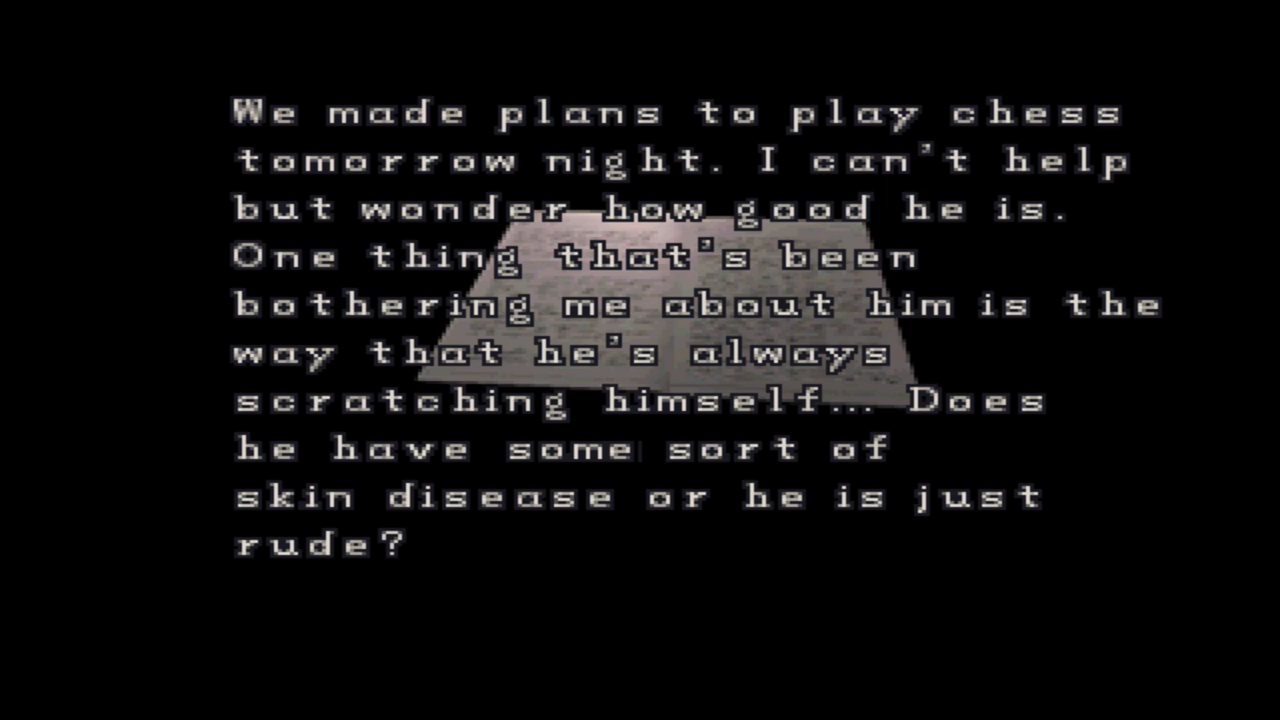 We made plans to play chess
tomorrow night. I can't help
but wonder how good he is.
One thing that's been
bothering me about him is the
way that he's always
scratching himself... Does
he have some sort of
skin disease or he is just
rude?